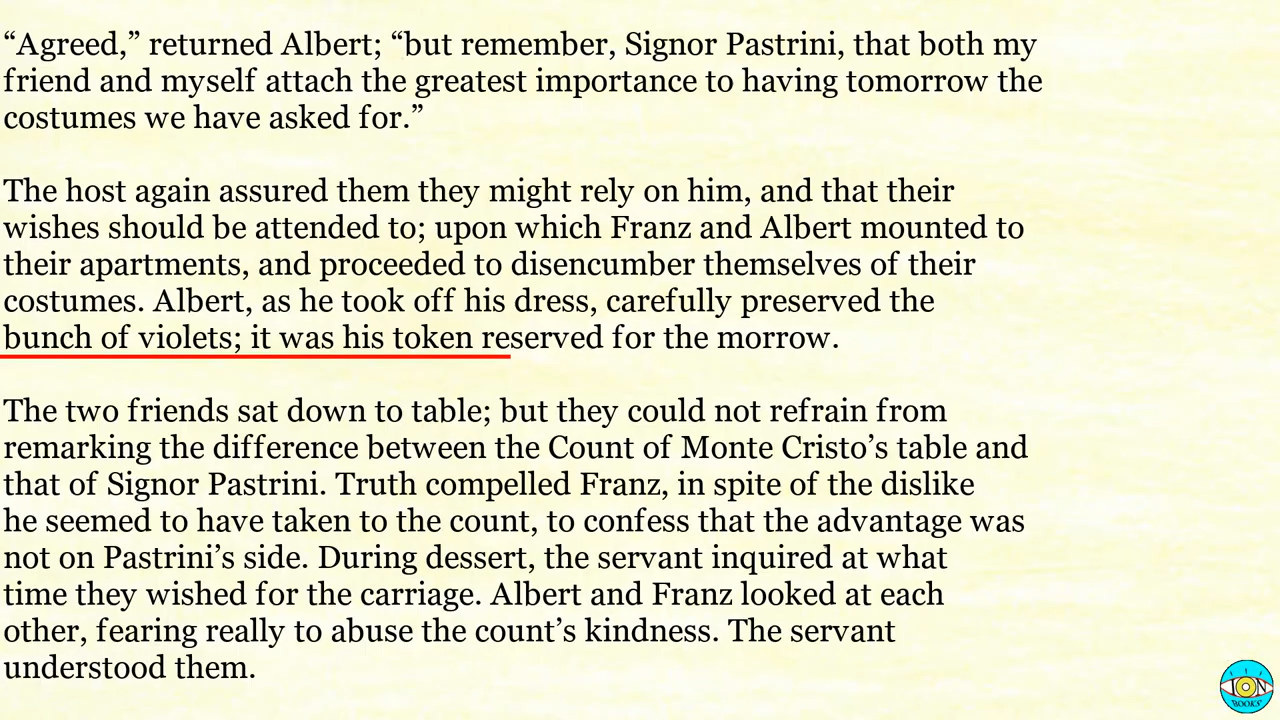 “Agreed,” returned Albert; “but remember, Signor Pastrini, that both my
friend and myself attach the greatest importance to having tomorrow the
costumes we have asked for.”
The host again assured them they might rely on him, and that their
wishes should be attended to; upon which Franz and Albert mounted to
their apartments, and proceeded to disencumber themselves of their
costumes. Albert, as he took off his dress, carefully preserved the
bunch of violets; it was his token reserved for the morrow.
The two friends sat down to table; but they could not refrain from
remarking the difference between the Count of Monte Cristo’s table and
that of Signor Pastrini. Truth compelled Franz, in spite of the dislike
he seemed to have taken to the count, to confess that the advantage was
not on Pastrini’s side. During dessert, the servant inquired at what
time they wished for the carriage. Albert and Franz looked at each
other, fearing really to abuse the count’s kindness. The servant
understood them.
ION
BOOKS